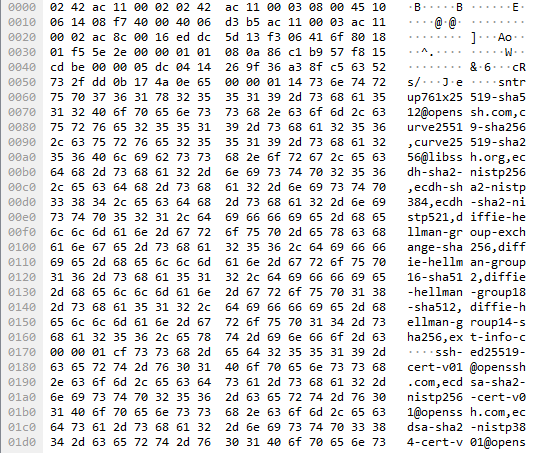 0000 02 42 ac 11 00 02 02 42 ac 11 00 03 08 00 45 10 ·B·····B ······E·
0010 06 14 08 f7 40 00 40 06 d3 b5 ac 11 00 03 ac 11 ····@·@· ········
0020 00 02 ac 8c 00 16 ed dc 5d 13 f3 06 41 6f 80 18 ········ ]···Ao··
0030 01 f5 5e 2e 00 00 01 01 08 0a 86 c1 b9 57 f8 15 ··^.···· ·····W··
0040 cd be 00 00 05 dc 04 14 26 9f 36 a3 8f c5 63 52 ········ &·6···cR
0050 73 2f dd 0b 17 4a 0e 65 00 00 01 14 73 6e 74 72 s/···J·e ····sntr
0060 75 70 37 36 31 78 32 35 35 31 39 2d 73 68 61 35 up761x25 519-sha5
0070 31 32 40 6f 70 65 6e 73 73 68 2e 63 6f 6d 2c 63 12@opens sh.com,c
0080 75 72 76 65 32 35 35 31 39 2d 73 68 61 32 35 36 urve2551 9-sha256
0090 2c 63 75 72 76 65 32 35 35 31 39 2d 73 68 61 32 ,curve25 519-sha2
00a0 35 36 40 6c 69 62 73 73 68 2e 6f 72 67 2c 65 63 56@libss h.org,ec
00b0 64 68 2d 73 68 61 32 2d 6e 69 73 74 70 32 35 36 dh-sha2- nistp256
00c0 2c 65 63 64 68 2d 73 68 61 32 2d 6e 69 73 74 70 ,ecdh-sh a2-nistp
00d0 33 38 34 2c 65 63 64 68 2d 73 68 61 32 2d 6e 69 384,ecdh -sha2-ni
00e0 73 74 70 35 32 31 2c 64 69 66 66 69 65 2d 68 65 stp521,d iffie-he
00f0 6c 6c 6d 61 6e 2d 67 72 6f 75 70 2d 65 78 63 68 llman-gr oup-exch
0100 61 6e 67 65 2d 73 68 61 32 35 36 2c 64 69 66 66 ange-sha 256,diff
0110 69 65 2d 68 65 6c 6c 6d 61 6e 2d 67 72 6f 75 70 ie-hellm an-group
0120 31 36 2d 73 68 61 35 31 32 2c 64 69 66 66 69 65 16-sha51 2,diffie
0130 2d 68 65 6c 6c 6d 61 6e 2d 67 72 6f 75 70 31 38 -hellman -group18
0140 2d 73 68 61 35 31 32 2c 64 69 66 66 69 65 2d 68 -sha512, diffie-h
0150 65 6c 6c 6d 61 6e 2d 67 72 6f 75 70 31 34 2d 73 ellman-g roup14-s
0160 68 61 32 35 36 2c 65 78 74 2d 69 6e 66 6f 2d 63 ha256,ex t-info-c
0170 00 00 01 cf 73 73 68 2d 65 64 32 35 35 31 39 2d ····ssh- ed25519-
0180 63 65 72 74 2d 76 30 31 40 6f 70 65 6e 73 73 68 cert-v01 @openssh
0190 2e 63 6f 6d 2c 65 63 64 73 61 2d 73 68 61 32 2d .com,ecd sa-sha2-
01a0 6e 69 73 74 70 32 35 36 2d 63 65 72 74 2d 76 30 nistp256 -cert-v0
01b0 31 40 6f 70 65 6e 73 73 68 2e 63 6f 6d 2c 65 63 1@openss h.com,ec
01c0 64 73 61 2d 73 68 61 32 2d 6e 69 73 74 70 33 38 dsa-sha2 -nistp38
01d0 34 2d 63 65 72 74 2d 76 30 31 40 6f 70 65 6e 73 4-cert-v 01@opens